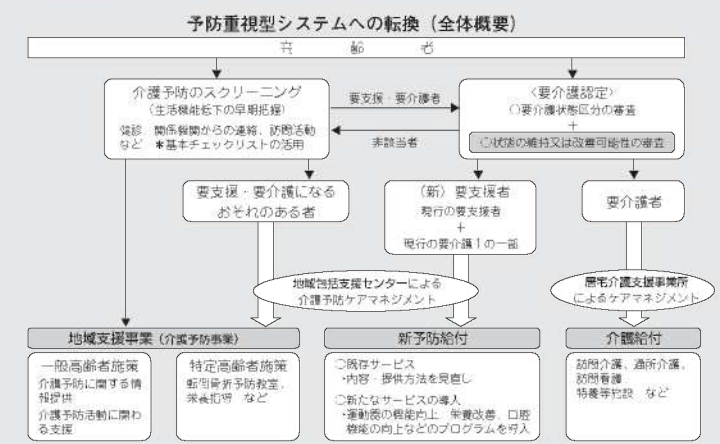 予防重視型システムへの転換（全体概要）
高　齢　者
介護予防のスクリーニング
（生活機能低下の早期把握）
健診、関係機関からの連絡、訪問活動
など　＊基本チェックリストの活用
要支援・要介護者
非該当者
〈要介護認定〉
○要介護状態区分の審査
＋
○状態の維持又は改善可能性の審査
要支援・要介護になる
おそれのある者
（新）要支援者
現行の要支援者
＋
現行の要介護1の一部
要介護者
地域包括支援センターによる
介護予防ケアマネジメント
居宅介護支援事業所
によるケアマネジメント
地域支援事業（介護予防事業）
新予防給付
介護給付
一般高齢者施策
介護予防に関する情
報提供
介護予防活動に関わ
る支援
特定高齢者施策
転倒骨折予防教室、
栄養指導　など
○既存サービス
・内容・提供方法を見直し
○新たなサービスの導入
・運動器の機能向上、栄養改善、口腔
機能の向上などのプログラムを導入
訪問介護、通所介護、
訪問看護
特養等施設　など